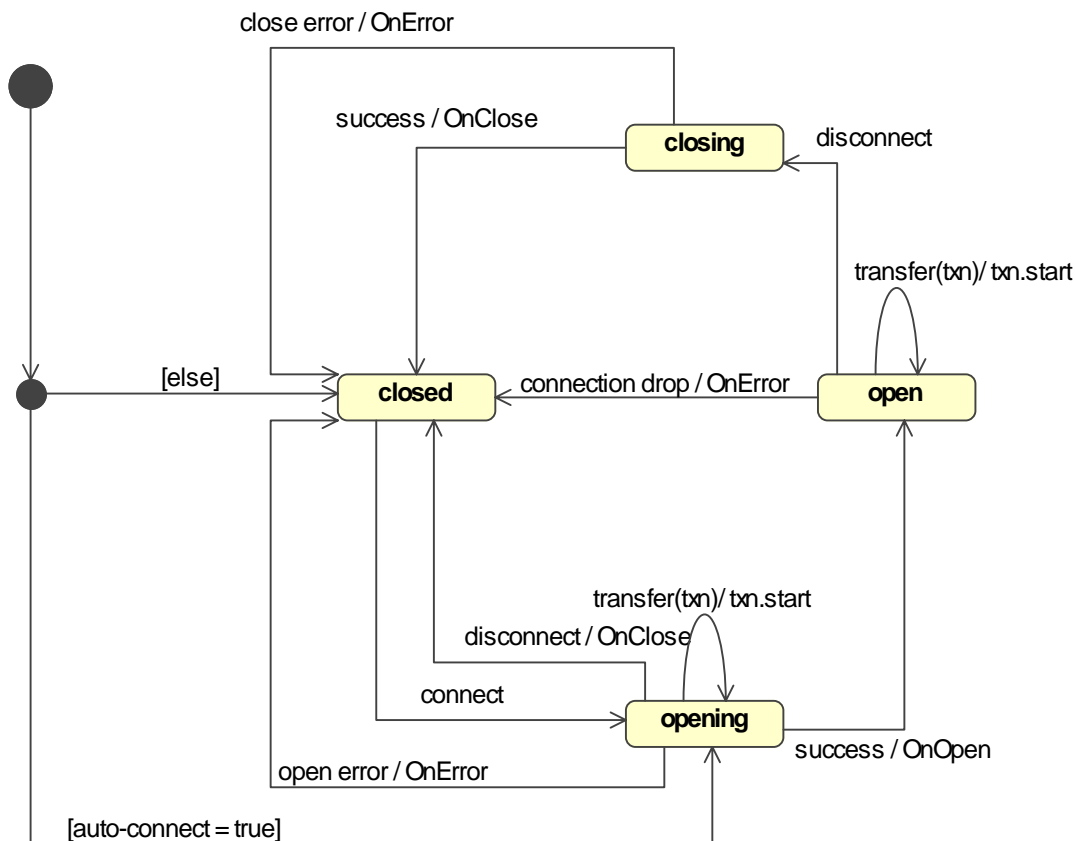 close error / OnError
success / OnClose
closing
disconnect
transfer(txn)/ txn.start
[else]
closed
connection drop / OnError
open
transfer(txn)/ txn.start
disconnect / OnClose
connect
opening
success / OnOpen
open error / OnError
[auto-connect = true]